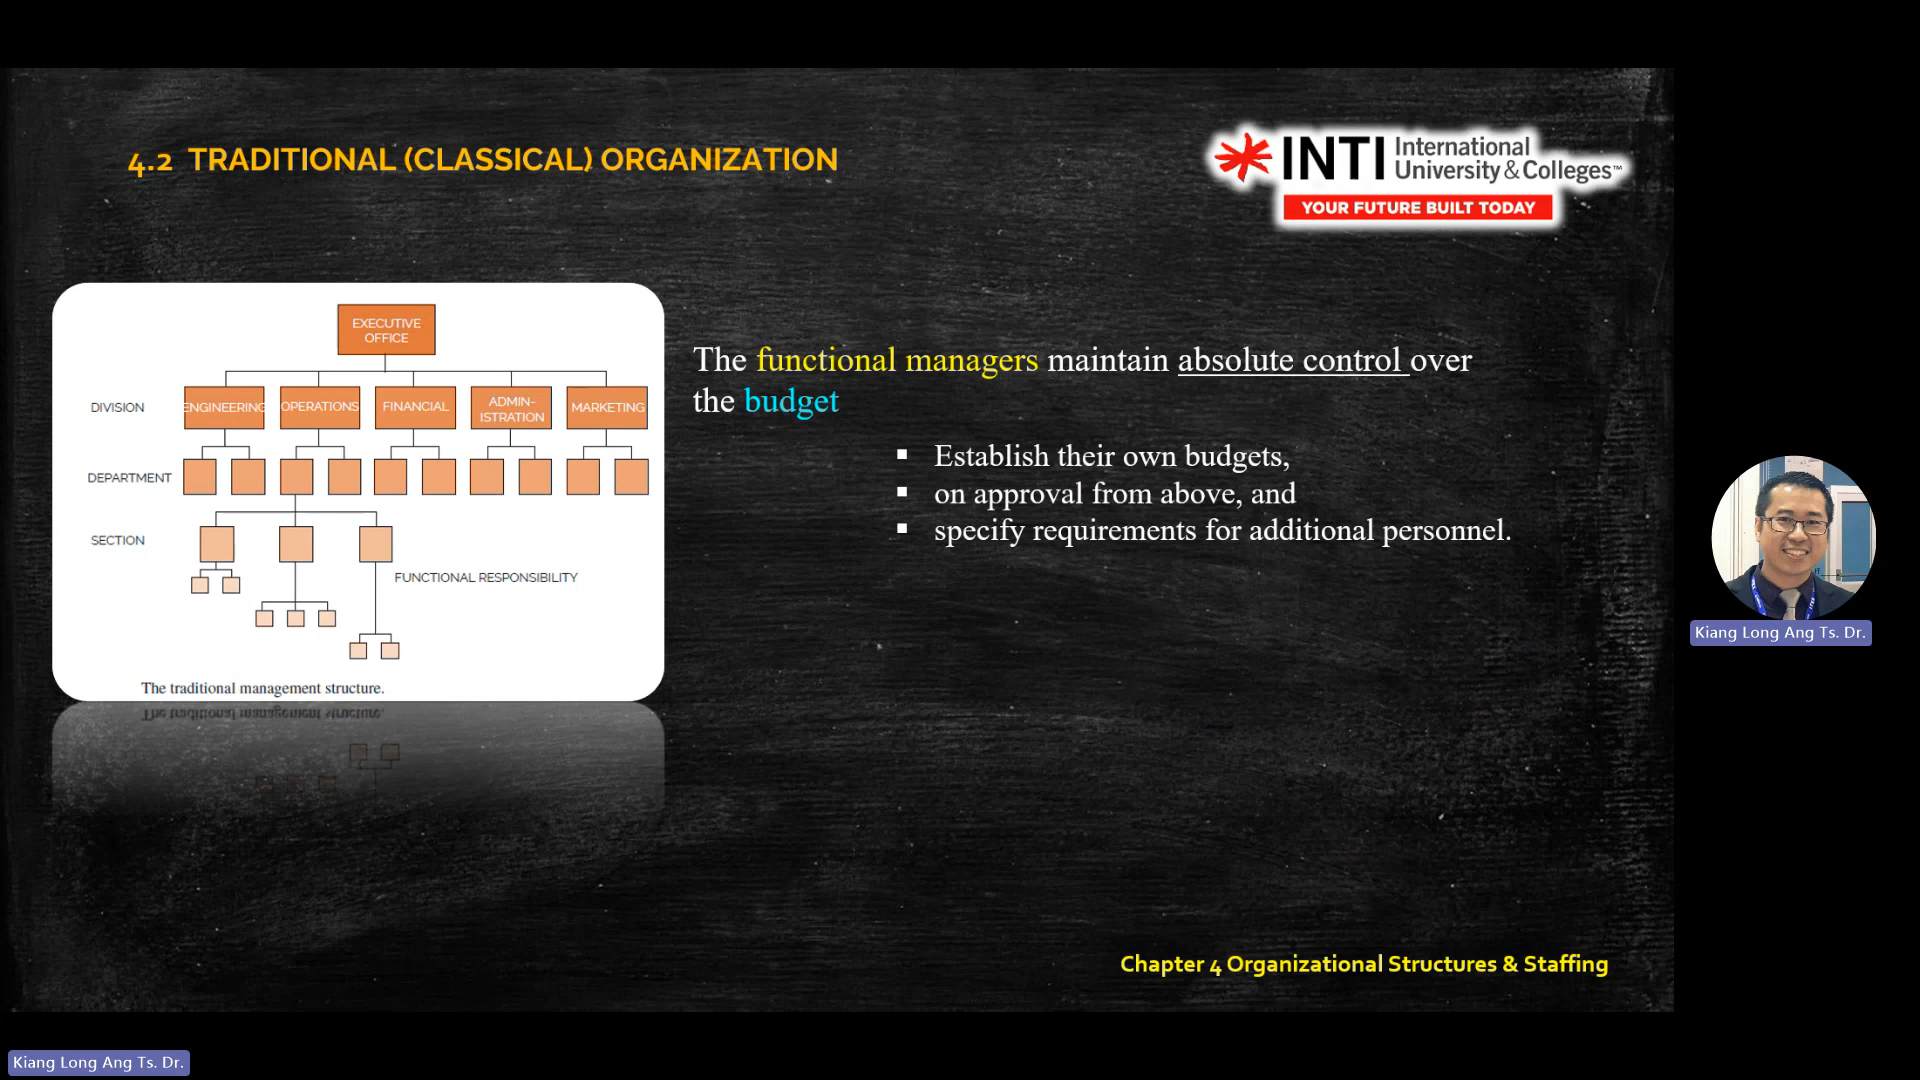 4.2 TRADITIONAL (CLASSICAL) ORGANIZATION
INTI International
University & Colleges™
YOUR FUTURE BUILT TODAY
EXECUTIVE
OFFICE
DIVISION
ENGINEERING
OPERATIONS
FINANCIAL
ADMIN-
ISTRATION
MARKETING
DEPARTMENT
SECTION
FUNCTIONAL RESPONSIBILITY
The traditional management structure.
The functional managers maintain absolute control over
the budget
▪ Establish their own budgets,
▪ on approval from above, and
▪ specify requirements for additional personnel.
Chapter 4 Organizational Structures & Staffing
Kiang Long Ang Ts. Dr.
Kiang Long Ang Ts. Dr.